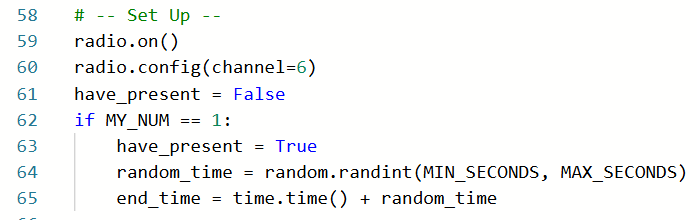 58 # -- Set Up --
59 radio.on()
60 radio.config(channel=6)
61 have_present = False
62 if MY_NUM == 1:
63 have_present = True
64 random_time = random.randint(MIN_SECONDS, MAX_SECONDS)
65 end_time = time.time() + random_time